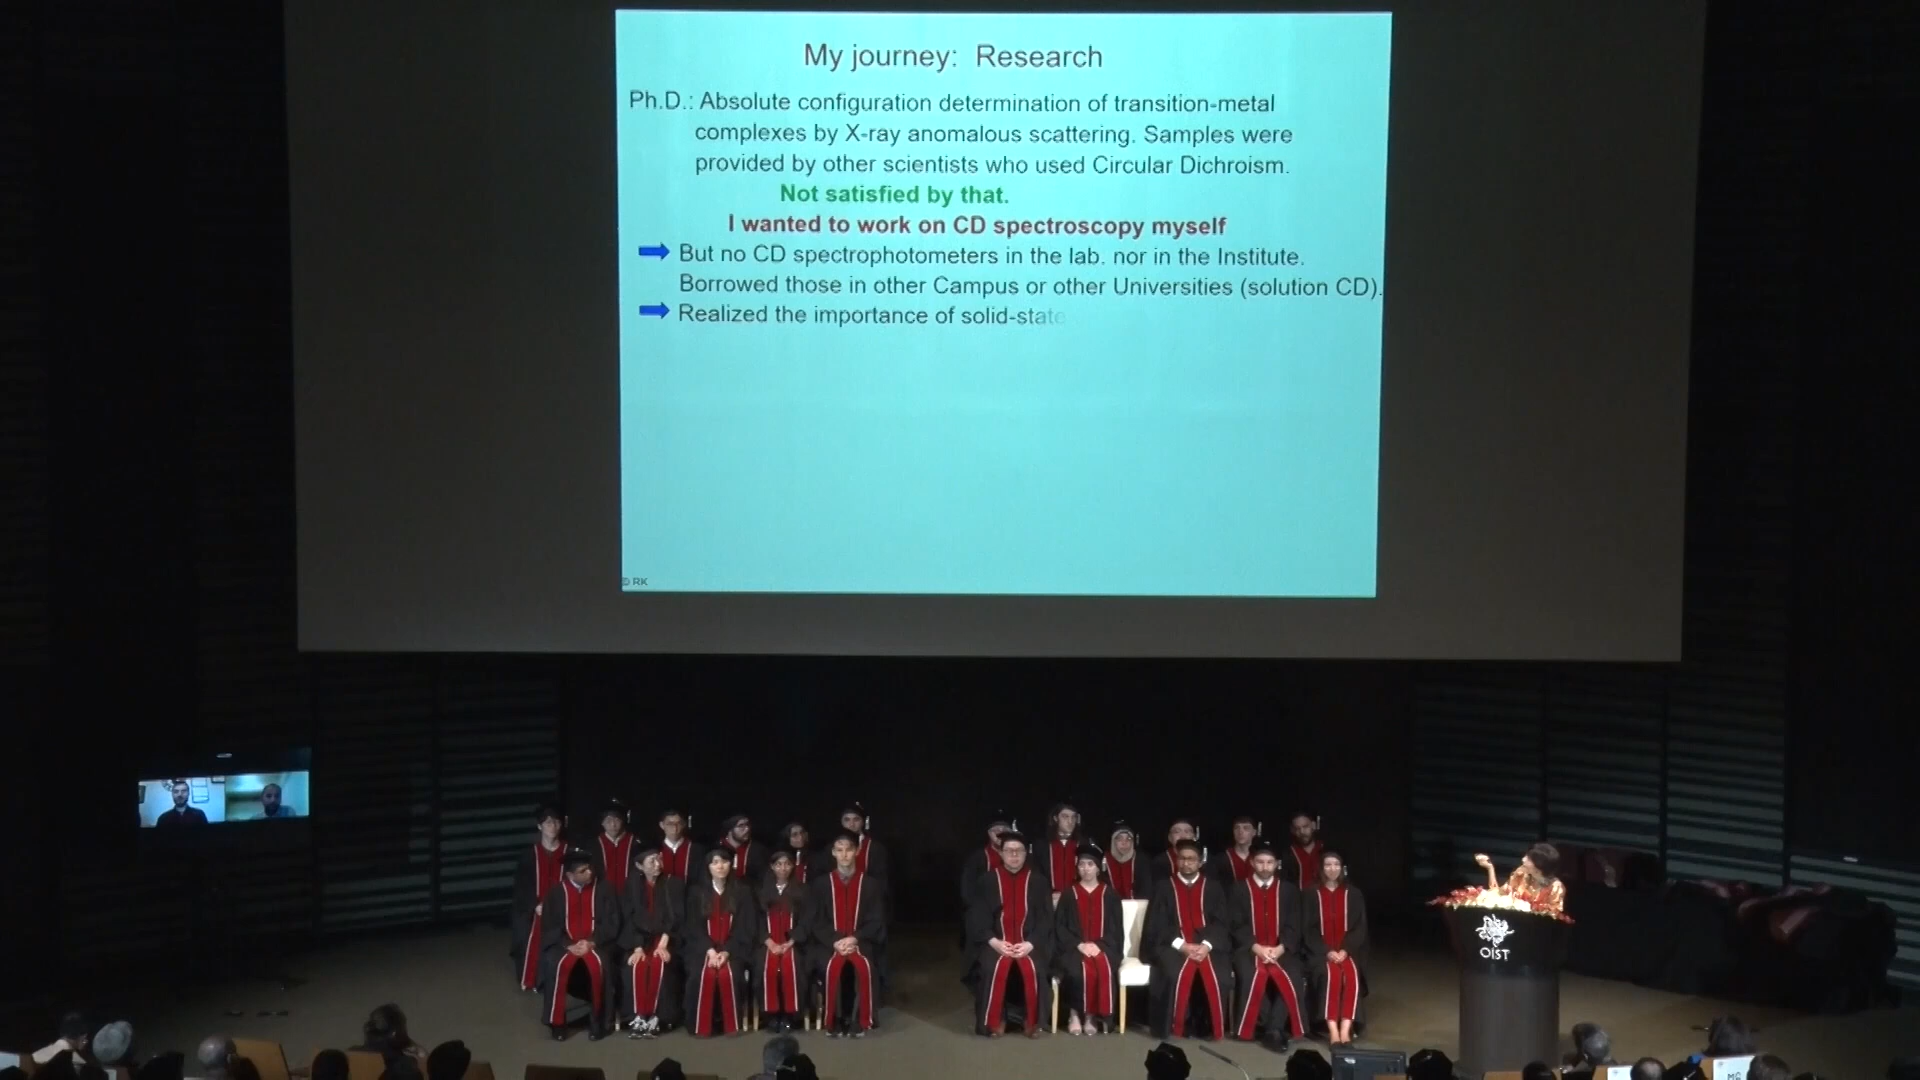 My journey: Research
Ph.D.: Absolute configuration determination of transition-metal
complexes by X-ray anomalous scattering. Samples were
provided by other scientists who used Circular Dichroism.
Not satisfied by that.
I wanted to work on CD spectroscopy myself
But no CD spectrophotometers in the lab. nor in the Institute.
Borrowed those in other Campus or other Universities (solution CD).
Realized the importance of solid-state
© RK
OIST
MC